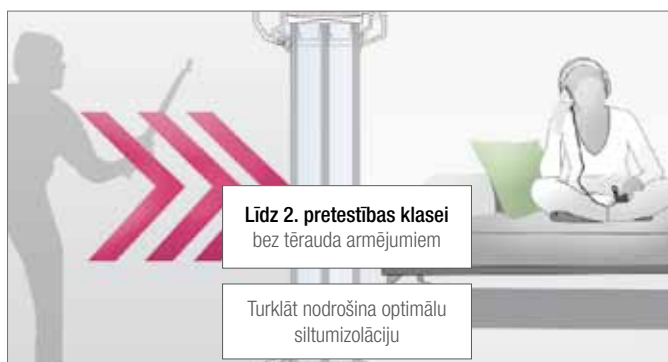 Līdz 2. pretestības klasei
bez tērauda armējumiem
Turklāt nodrošina optimālu
siltumizolāciju